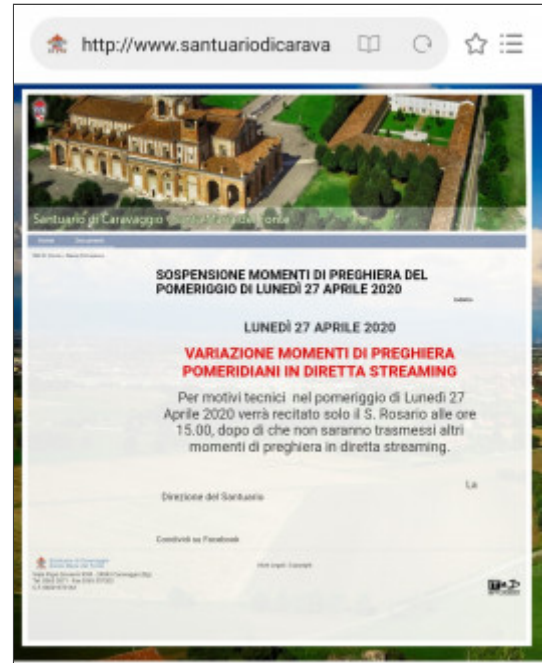 http://www.santuariodicarava
Santuario di Caravaggio
Home Documenti
SOSPENSIONE MOMENTI DI PREGHIERA DEL
POMERIGGIO DI LUNEDÌ 27 APRILE 2020
LUNEDÌ 27 APRILE 2020
VARIAZIONE MOMENTI DI PREGHIERA
POMERIDIANI IN DIRETTA STREAMING
Per motivi tecnici nel pomeriggio di Lunedì 27
Aprile 2020 verrà recitato solo il S. Rosario alle ore
15.00, dopo di che non saranno trasmessi altri
momenti di preghiera in diretta streaming.
La
Direzione del Santuario
Condividi su Facebook